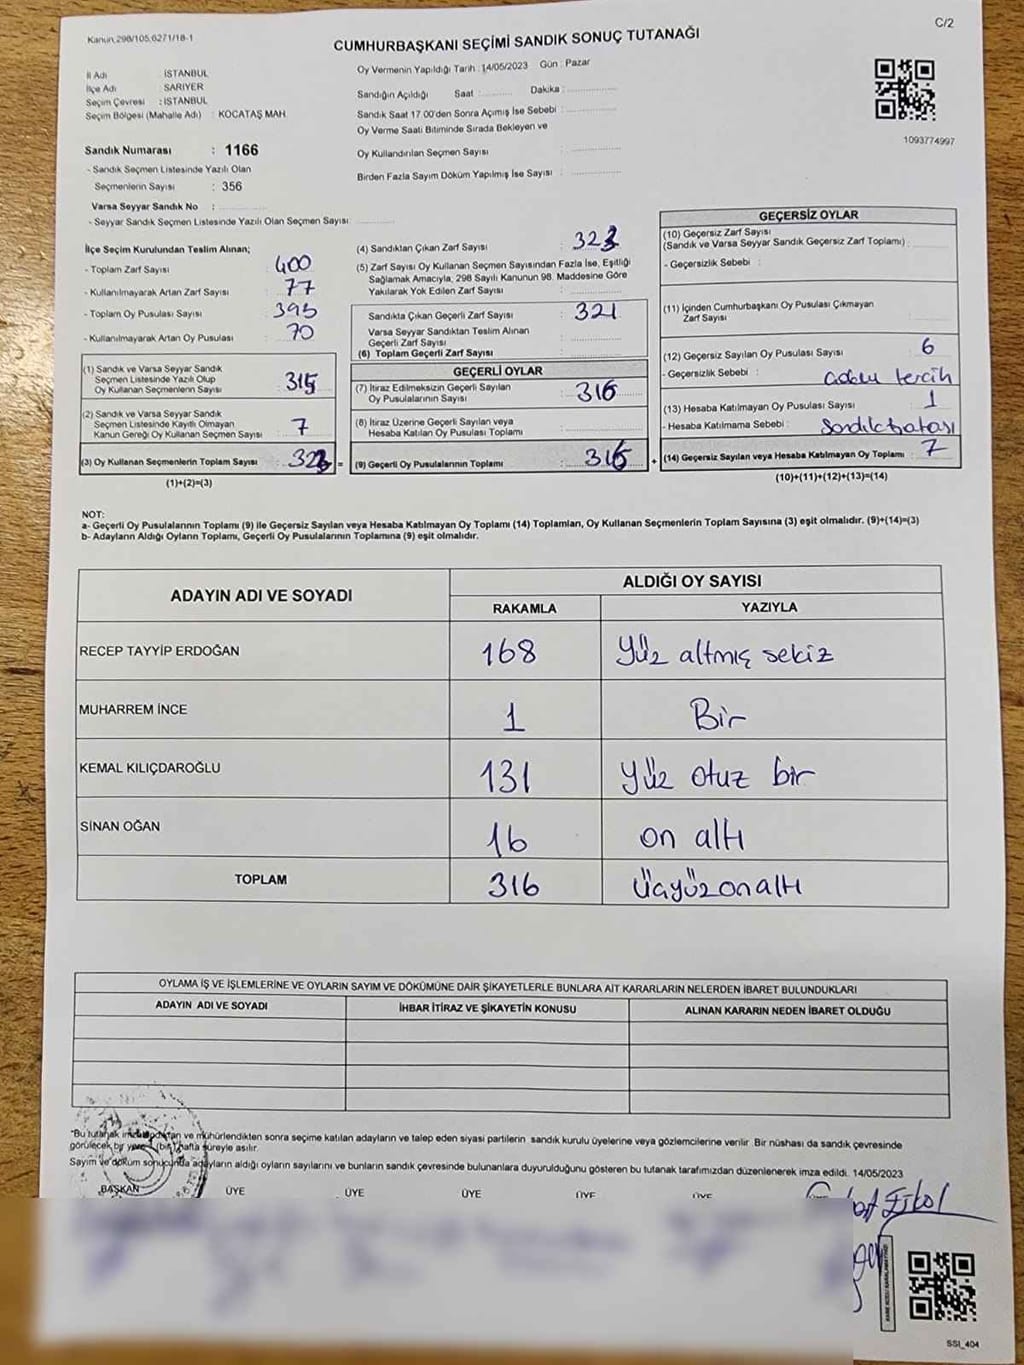 Kanun 298/105,6271/18-1
C/2
CUMHURBAŞKANI SEÇİMİ SANDIK SONUÇ TUTANAĞI
İl Adı : İSTANBUL
İlçe Adı : SARIYER
Seçim Çevresi : İSTANBUL
Seçim Bölgesi (Mahalle Adı) : KOCATAŞ MAH.
Oy Vermenin Yapıldığı Tarih :14/05/2023 Gün : Pazar
Sandığın Açıldığı Saat : Dakika :
Sandık Saat 17.00'den Sonra Açımış İse Sebebi :
Oy Verme Saati Bitiminde Sırada Bekleyen ve
Oy Kullandırılan Seçmen Sayısı :
Birden Fazla Sayım Döküm Yapılmış İse Sayısı :
1093774997
Sandık Numarası : 1166
- Sandık Seçmen Listesinde Yazılı Olan
Seçmenlerin Sayısı : 356
Varsa Seyyar Sandık No :
- Seyyar Sandık Seçmen Listesinde Yazılı Olan Seçmen Sayısı:
İlçe Seçim Kurulundan Teslim Alınan;
- Toplam Zarf Sayısı : 400
- Kullanılmayarak Artan Zarf Sayısı : 77
- Toplam Oy Pusulası Sayısı : 393
- Kullanılmayarak Artan Oy Pusulası : 70
(1) Sandık ve Varsa Seyyar Sandık
Seçmen Listesinde Yazılı Olup
Oy Kullanan Seçmenlerin Sayısı :
(2) Sandık ve Varsa Seyyar Sandık
Seçmen Listesinde Kayıtlı Olmayan
Kanun Gereği Oy Kullanan Seçmen Sayısı : 7
(3) Oy Kullanan Seçmenlerin Toplam Sayısı : 323 =
(1)+(2)=(3)
(4) Sandıktan Çıkan Zarf Sayısı : 323
(5) Zarf Sayısı Oy Kullanan Seçmen Sayısından Fazla İse, Eşitliği
Sağlamak Amacıyla, 298 Sayılı Kanunun 98. Maddesine Göre
Yakılarak Yok Edilen Zarf Sayısı :
Sandıkta Çıkan Geçerli Zarf Sayısı : 321
Varsa Seyyar Sandıktan Teslim Alınan
Geçerli Zarf Sayısı :
(6) Toplam Geçerli Zarf Sayısı :
GEÇERLİ OYLAR
(7) İtiraz Edilmeksizin Geçerli Sayılan
Oy Pusulalarının Sayısı : 316
(8) İtiraz Üzerine Geçerli Sayılan veya
Hesaba Katılan Oy Pusulası Toplamı :
(9) Geçerli Oy Pusulalarının Toplamı : 316 +
GEÇERSİZ OYLAR
(10) Geçersiz Zarf Sayısı
(Sandık ve Varsa Seyyar Sandık Geçersiz Zarf Toplamı) :
- Geçersizlik Sebebi :
(11) İçinden Cumhurbaşkanı Oy Pusulası Çıkmayan
Zarf Sayısı :
(12) Geçersiz Sayılan Oy Pusulası Sayısı : 6
- Geçersizlik Sebebi : tercih
(13) Hesaba Katılmayan Oy Pusulası Sayısı : 1
- Hesaba Katılmama Sebebi :
(14) Geçersiz Sayılan veya Hesaba Katılmayan Oy Toplamı : 7
(10)+(11)+(12)+(13)=(14)
NOT:
a- Geçerli Oy Pusulalarının Toplamı (9) ile Geçersiz Sayılan veya Hesaba Katılmayan Oy Toplamı (14) Toplamları, Oy Kullanan Seçmenlerin Toplam Sayısına (3) eşit olmalıdır. (9)+(14)=(3)
b- Adayların Aldığı Oyların Toplamı, Geçerli Oy Pusulalarının Toplamına (9) eşit olmalıdır.
ADAYIN ADI VE SOYADI
ALDIĞI OY SAYISI
RAKAMLA YAZIYLA
RECEP TAYYİP ERDOĞAN 168 Yüz altmış sekiz
MUHARREM İNCE 1 Bir
KEMAL KILIÇDAROĞLU 131 Yüz otuz bir
SİNAN OĞAN 16 on altı
TOPLAM 316 Üçyüzonaltı
OYLAMA İŞ VE İŞLEMLERİNE VE OYLARIN SAYIM VE DÖKÜMÜNE DAİR ŞİKAYETLERLE BUNLARA AİT KARARLARIN NELERDEN İBARET BULUNDUKLARI
ADAYIN ADI VE SOYADI İHBAR İTİRAZ VE ŞİKAYETİN KONUSU ALINAN KARARIN NEDEN İBARET OLDUĞU
*Bu tutanak imzalandıktan ve mühürlendikten sonra seçime katılan adayların ve talep eden siyasi partilerin sandık kurulu üyelerine veya gözlemcilerine verilir. Bir nüshası da sandık çevresinde
görülecek bir yere 1 (bir) hafta süreyle asılır.
Sayım ve döküm sonucunda adayların aldığı oyların sayılarını ve bunların sandık çevresinde bulunanlara duyurulduğunu gösteren bu tutanak tarafımızdan düzenlenerek imza edildi. 14/05/2023
BAŞKAN ÜYE ÜYE ÜYE ÜYE ÜYE
SSI_404